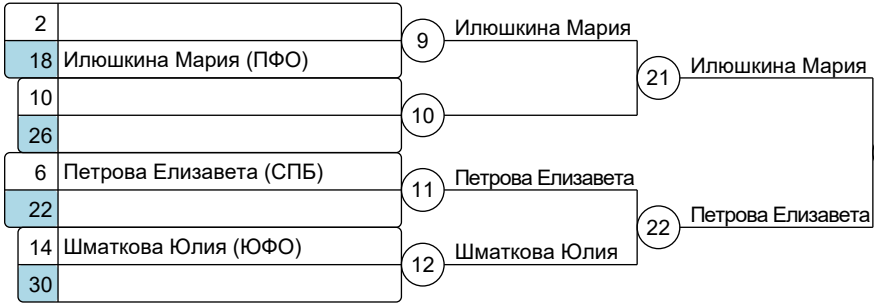 2
18 Илюшкина Мария (ПФО)
9 Илюшкина Мария
10
26
10
21 Илюшкина Мария
6 Петрова Елизавета (СПБ)
22
11 Петрова Елизавета
14 Шматкова Юлия (ЮФО)
30
12 Шматкова Юлия
22 Петрова Елизавета